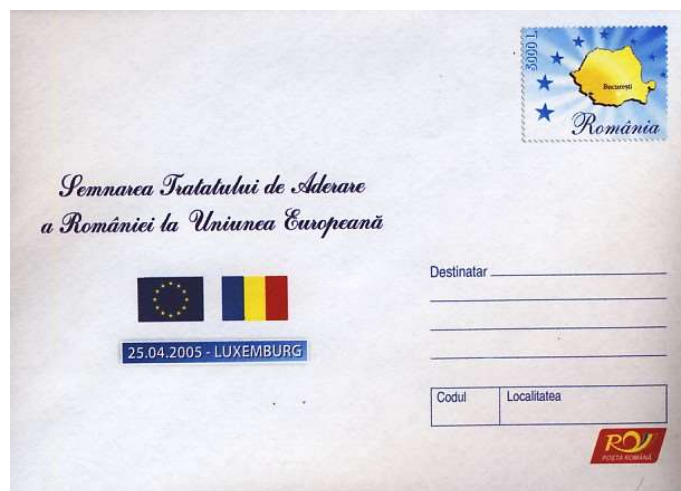 5000 L
București
România
Semnarea Tratatului de Aderare
a României la Uniunea Europeană
25.04.2005 - LUXEMBURG
Destinatar
Codul
Localitatea
POȘTA ROMÂNĂ